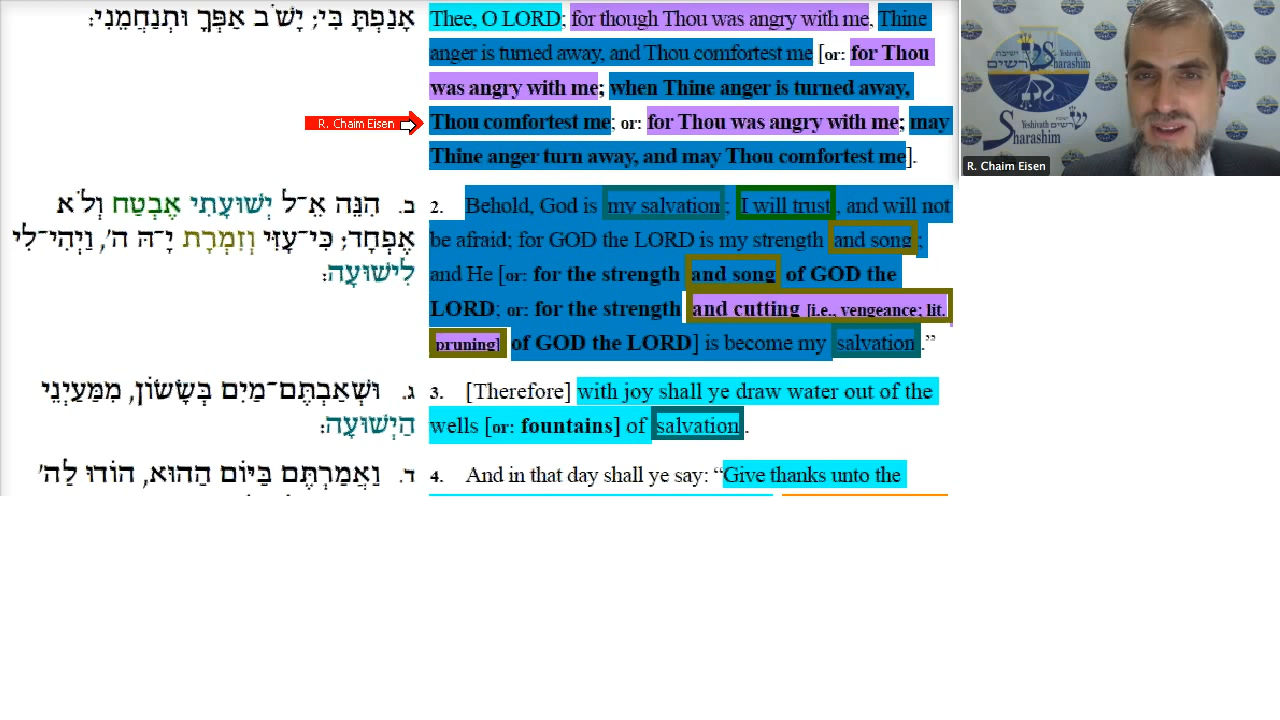 אָנַפְתָּ בִּי; יָשֹׁב אַפְּךָ וּתְנַחֲמֵנִי:
Thee, O LORD; for though Thou was angry with me, Thine
anger is turned away, and Thou comfortest me [or: for Thou
was angry with me; when Thine anger is turned away,
R. Chaim Eisen
Thou comfortest me; or: for Thou was angry with me; may
Thine anger turn away, and may Thou comfortest me].
ב. הִנֵּה אֵ־ל יְשׁוּעָתִי אֶבְטַח וְלֹא
אֶפְחָד; כִּי־עָזִּי וְזִמְרָת יָ־הּ ה', וַיְהִי־לִי
לִישׁוּעָה:
2. Behold, God is my salvation; I will trust, and will not
be afraid; for GOD the LORD is my strength and song;
and He [or: for the strength and song of GOD the
LORD; or: for the strength and cutting [i.e., vengeance; lit.
pruning] of GOD the LORD] is become my salvation.”
ג. וּשְׁאַבְתֶּם־מַיִם בְּשָׂשׂוֹן, מִמַּעַיְנֵי
הַיְשׁוּעָה:
3. [Therefore] with joy shall ye draw water out of the
wells [or: fountains] of salvation.
ד. וַאֲמַרְתֶּם בַּיּוֹם הַהוּא, הוֹדוּ לַה'
4. And in that day shall ye say: “Give thanks unto the
ישיבת
שרשים
Yeshivath
Sharashim
Yeshivath
שרשים
Sharashim
R. Chaim Eisen